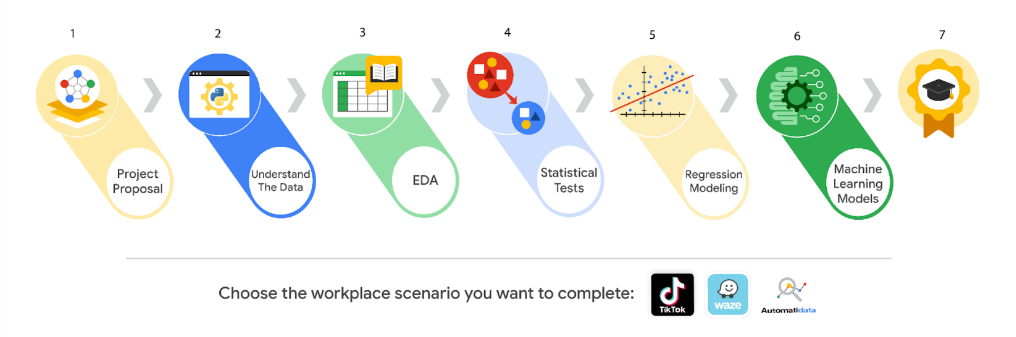 1
2
3
4
5
6
7
Project
Proposal
Understand
The Data
EDA
Statistical
Tests
Regression
Modeling
Machine
Learning
Models
Choose the workplace scenario you want to complete:
TikTok
waze
Automatidata